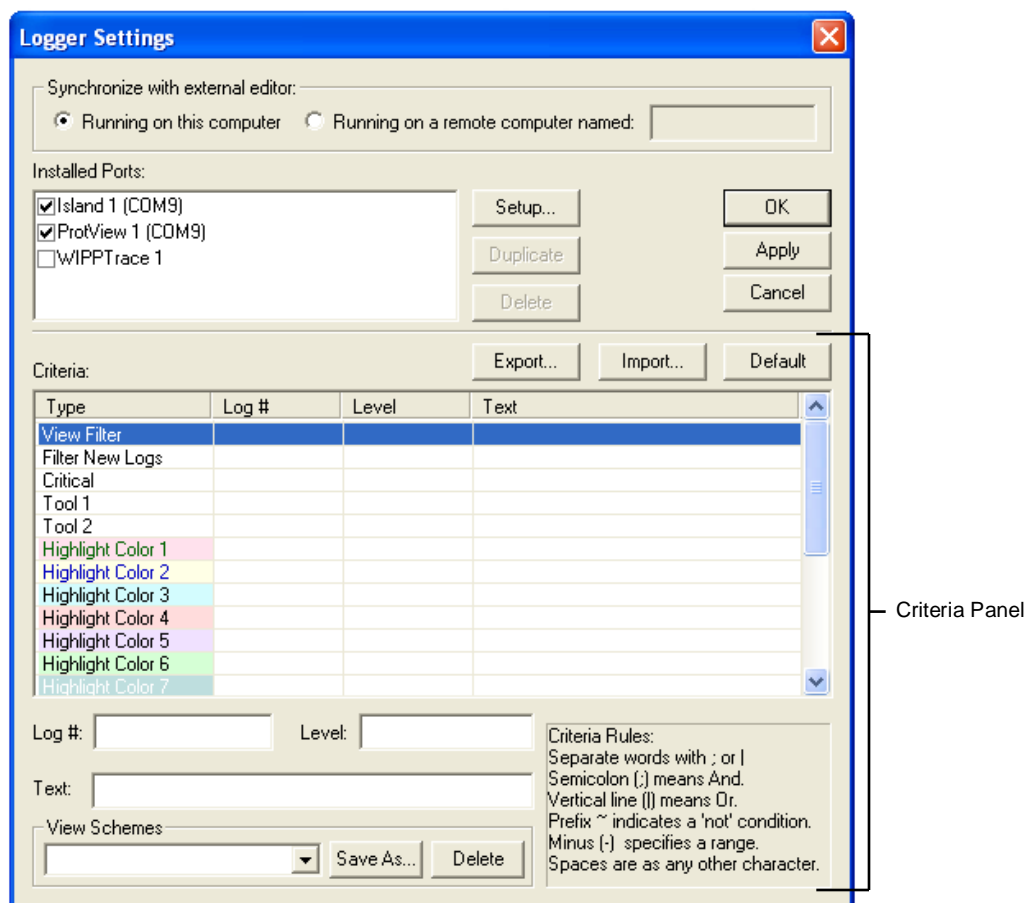 Logger Settings
Synchronize with external editor:
Running on this computer
Running on a remote computer named:
Installed Ports:
Island 1 (COM9)
ProtView 1 (COM9)
WIPPTrace 1
Setup...
Duplicate
Delete
OK
Apply
Cancel
Export...
Import...
Default
Criteria:
Type Log # Level Text
View Filter
Filter New Logs
Critical
Tool 1
Tool 2
Highlight Color 1
Highlight Color 2
Highlight Color 3
Highlight Color 4
Highlight Color 5
Highlight Color 6
Highlight Color 7
Criteria Panel
Log #:
Level:
Text:
View Schemes
Save As...
Delete
Criteria Rules:
Separate words with ; or |
Semicolon (;) means And.
Vertical line (|) means Or.
Prefix ~ indicates a 'not' condition.
Minus (-) specifies a range.
Spaces are as any other character.